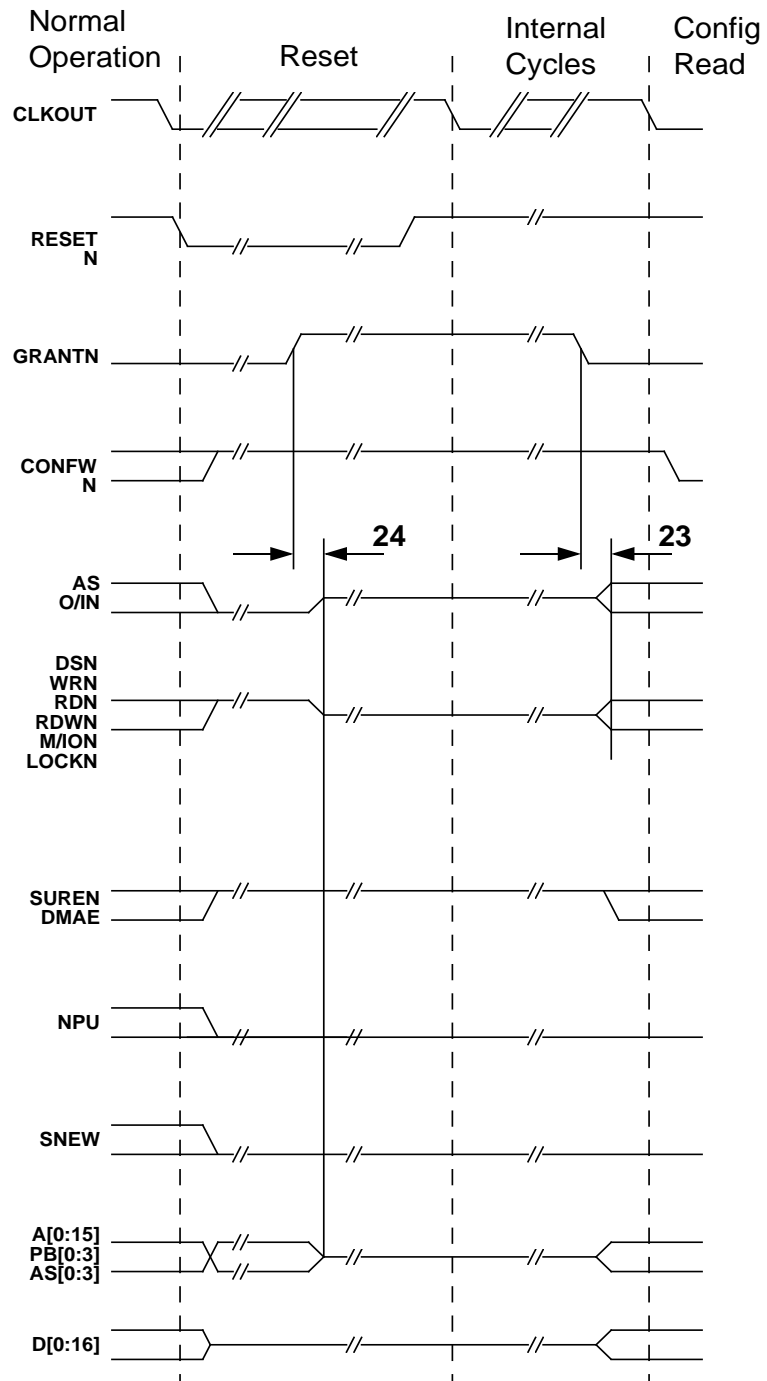 Normal
Operation
Reset
Internal
Cycles
Config
Read
CLKOUT
RESET
N
GRANTN
CONFW
N
24
23
AS
O/IN
DSN
WRN
RDN
RDWN
M/ION
LOCKN
SUREN
DMAE
NPU
SNEW
A[0:15]
PB[0:3]
AS[0:3]
D[0:16]